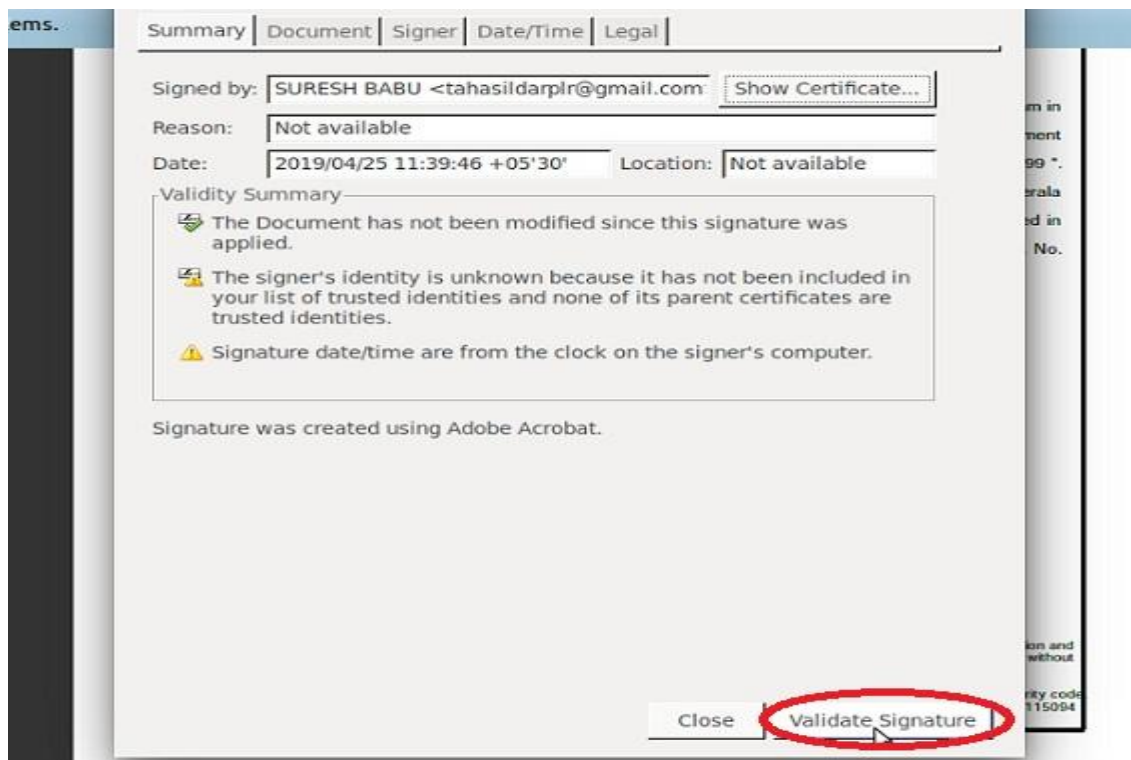 ems.
Summary Document Signer Date/Time Legal
Signed by: SURESH BABU <tahasildarplr@gmail.com Show Certificate...
Reason: Not available
Date: 2019/04/25 11:39:46 +05'30' Location: Not available
Validity Summary
The Document has not been modified since this signature was
applied.
The signer's identity is unknown because it has not been included in
your list of trusted identities and none of its parent certificates are
trusted identities.
Signature date/time are from the clock on the signer's computer.
Signature was created using Adobe Acrobat.
Close Validate Signature
m in
ment
99 ".
erala
ed in
No.
ion and
without
rity code
115094